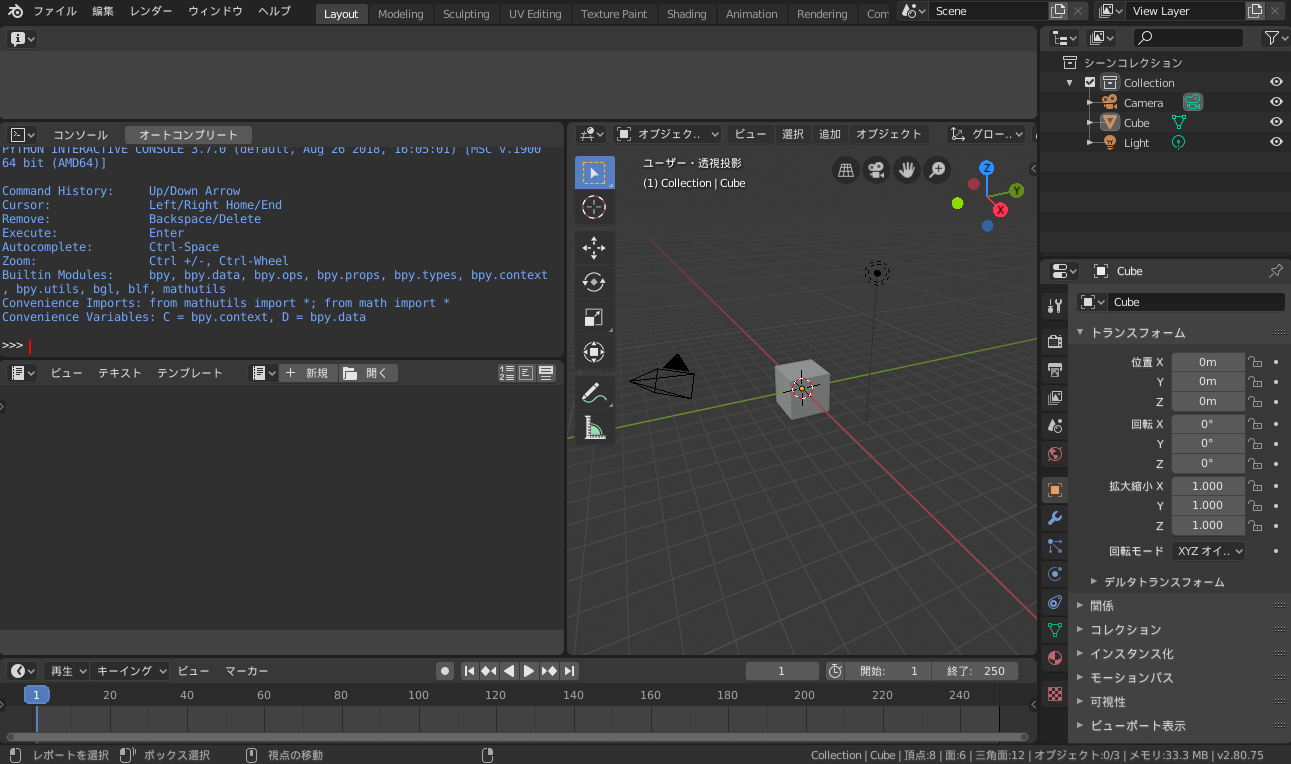 ファイル 編集 レンダー ウィンドウ ヘルプ Layout Modeling Sculpting UV Editing Texture Paint Shading Animation Rendering Com Scene View Layer
シーンコレクション
Collection
Camera
Cube
Light
コンソール オートコンプリート
PYTHON INTERACTIVE CONSOLE 3.7.0 (default, Aug 26 2018, 16:05:01) [MSC v.1900
64 bit (AMD64)]
Command History: Up/Down Arrow
Cursor: Left/Right Home/End
Remove: Backspace/Delete
Execute: Enter
Autocomplete: Ctrl-Space
Zoom: Ctrl +/-, Ctrl-Wheel
Builtin Modules: bpy, bpy.data, bpy.ops, bpy.props, bpy.types, bpy.context
, bpy.utils, bgl, blf, mathutils
Convenience Imports: from mathutils import *; from math import *
Convenience Variables: C = bpy.context, D = bpy.data
>>>
ビュー テキスト テンプレート + 新規 開く
オブジェク.. ビュー 選択 追加 オブジェクト グロー..
ユーザー・透視投影
(1) Collection | Cube
Z
Y
X
Cube
Cube
トランスフォーム
位置 X 0m
Y 0m
Z 0m
回転 X 0°
Y 0°
Z 0°
拡大縮小 X 1.000
Y 1.000
Z 1.000
回転モード XYZ オイ..
デルタトランスフォーム
関係
コレクション
インスタンス化
モーションパス
可視性
ビューポート表示
再生 キーイング ビュー マーカー 1 開始: 1 終了: 250
1 20 40 60 80 100 120 140 160 180 200 220 240
レポートを選択 ボックス選択 視点の移動 Collection | Cube | 頂点:8 | 面:6 | 三角面:12 | オブジェクト:0/3 | メモリ:33.3 MB | v2.80.75